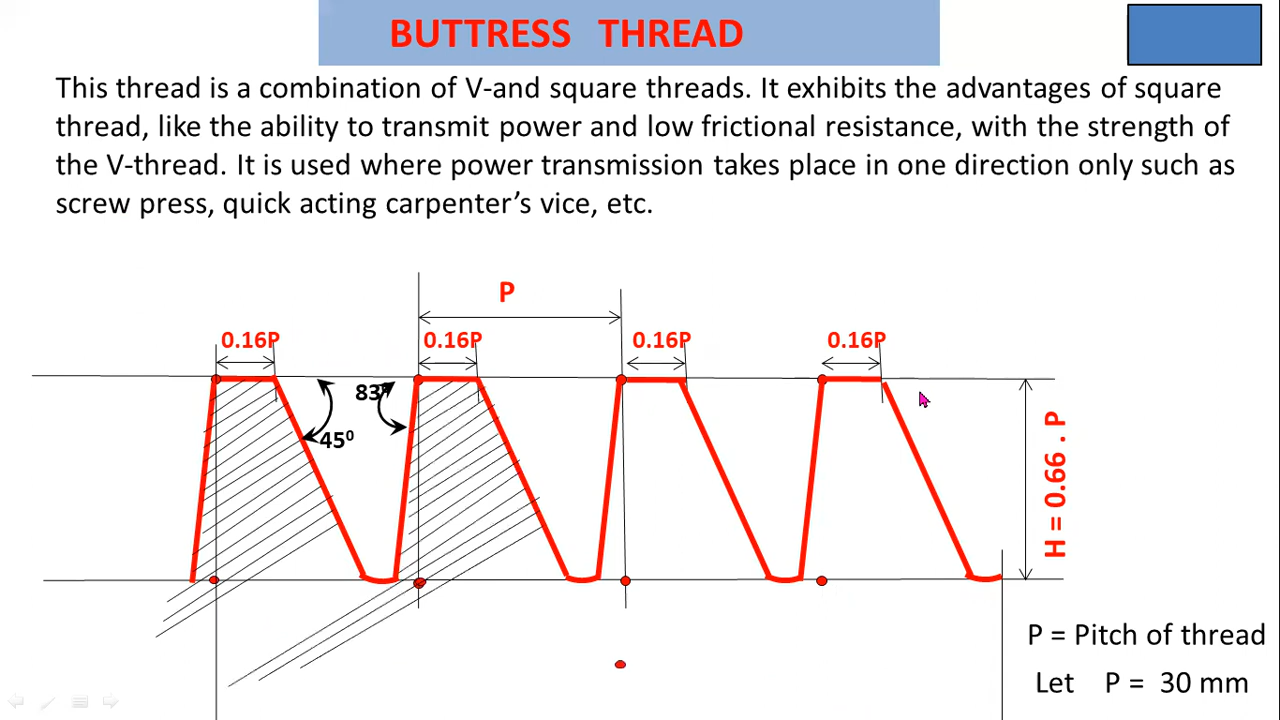 BUTTRESS THREAD
This thread is a combination of V-and square threads. It exhibits the advantages of square
thread, like the ability to transmit power and low frictional resistance, with the strength of
the V-thread. It is used where power transmission takes place in one direction only such as
screw press, quick acting carpenter’s vice, etc.
P
0.16P 0.16P 0.16P 0.16P
83⁰
45⁰
H = 0.66 . P
P = Pitch of thread
Let P = 30 mm